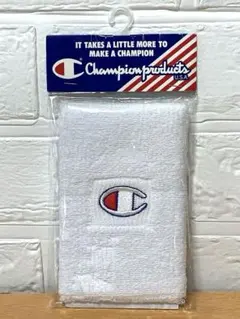 IT TAKES A LITTLE MORE TO
MAKE A CHAMPION
Champion products
U.S.A.